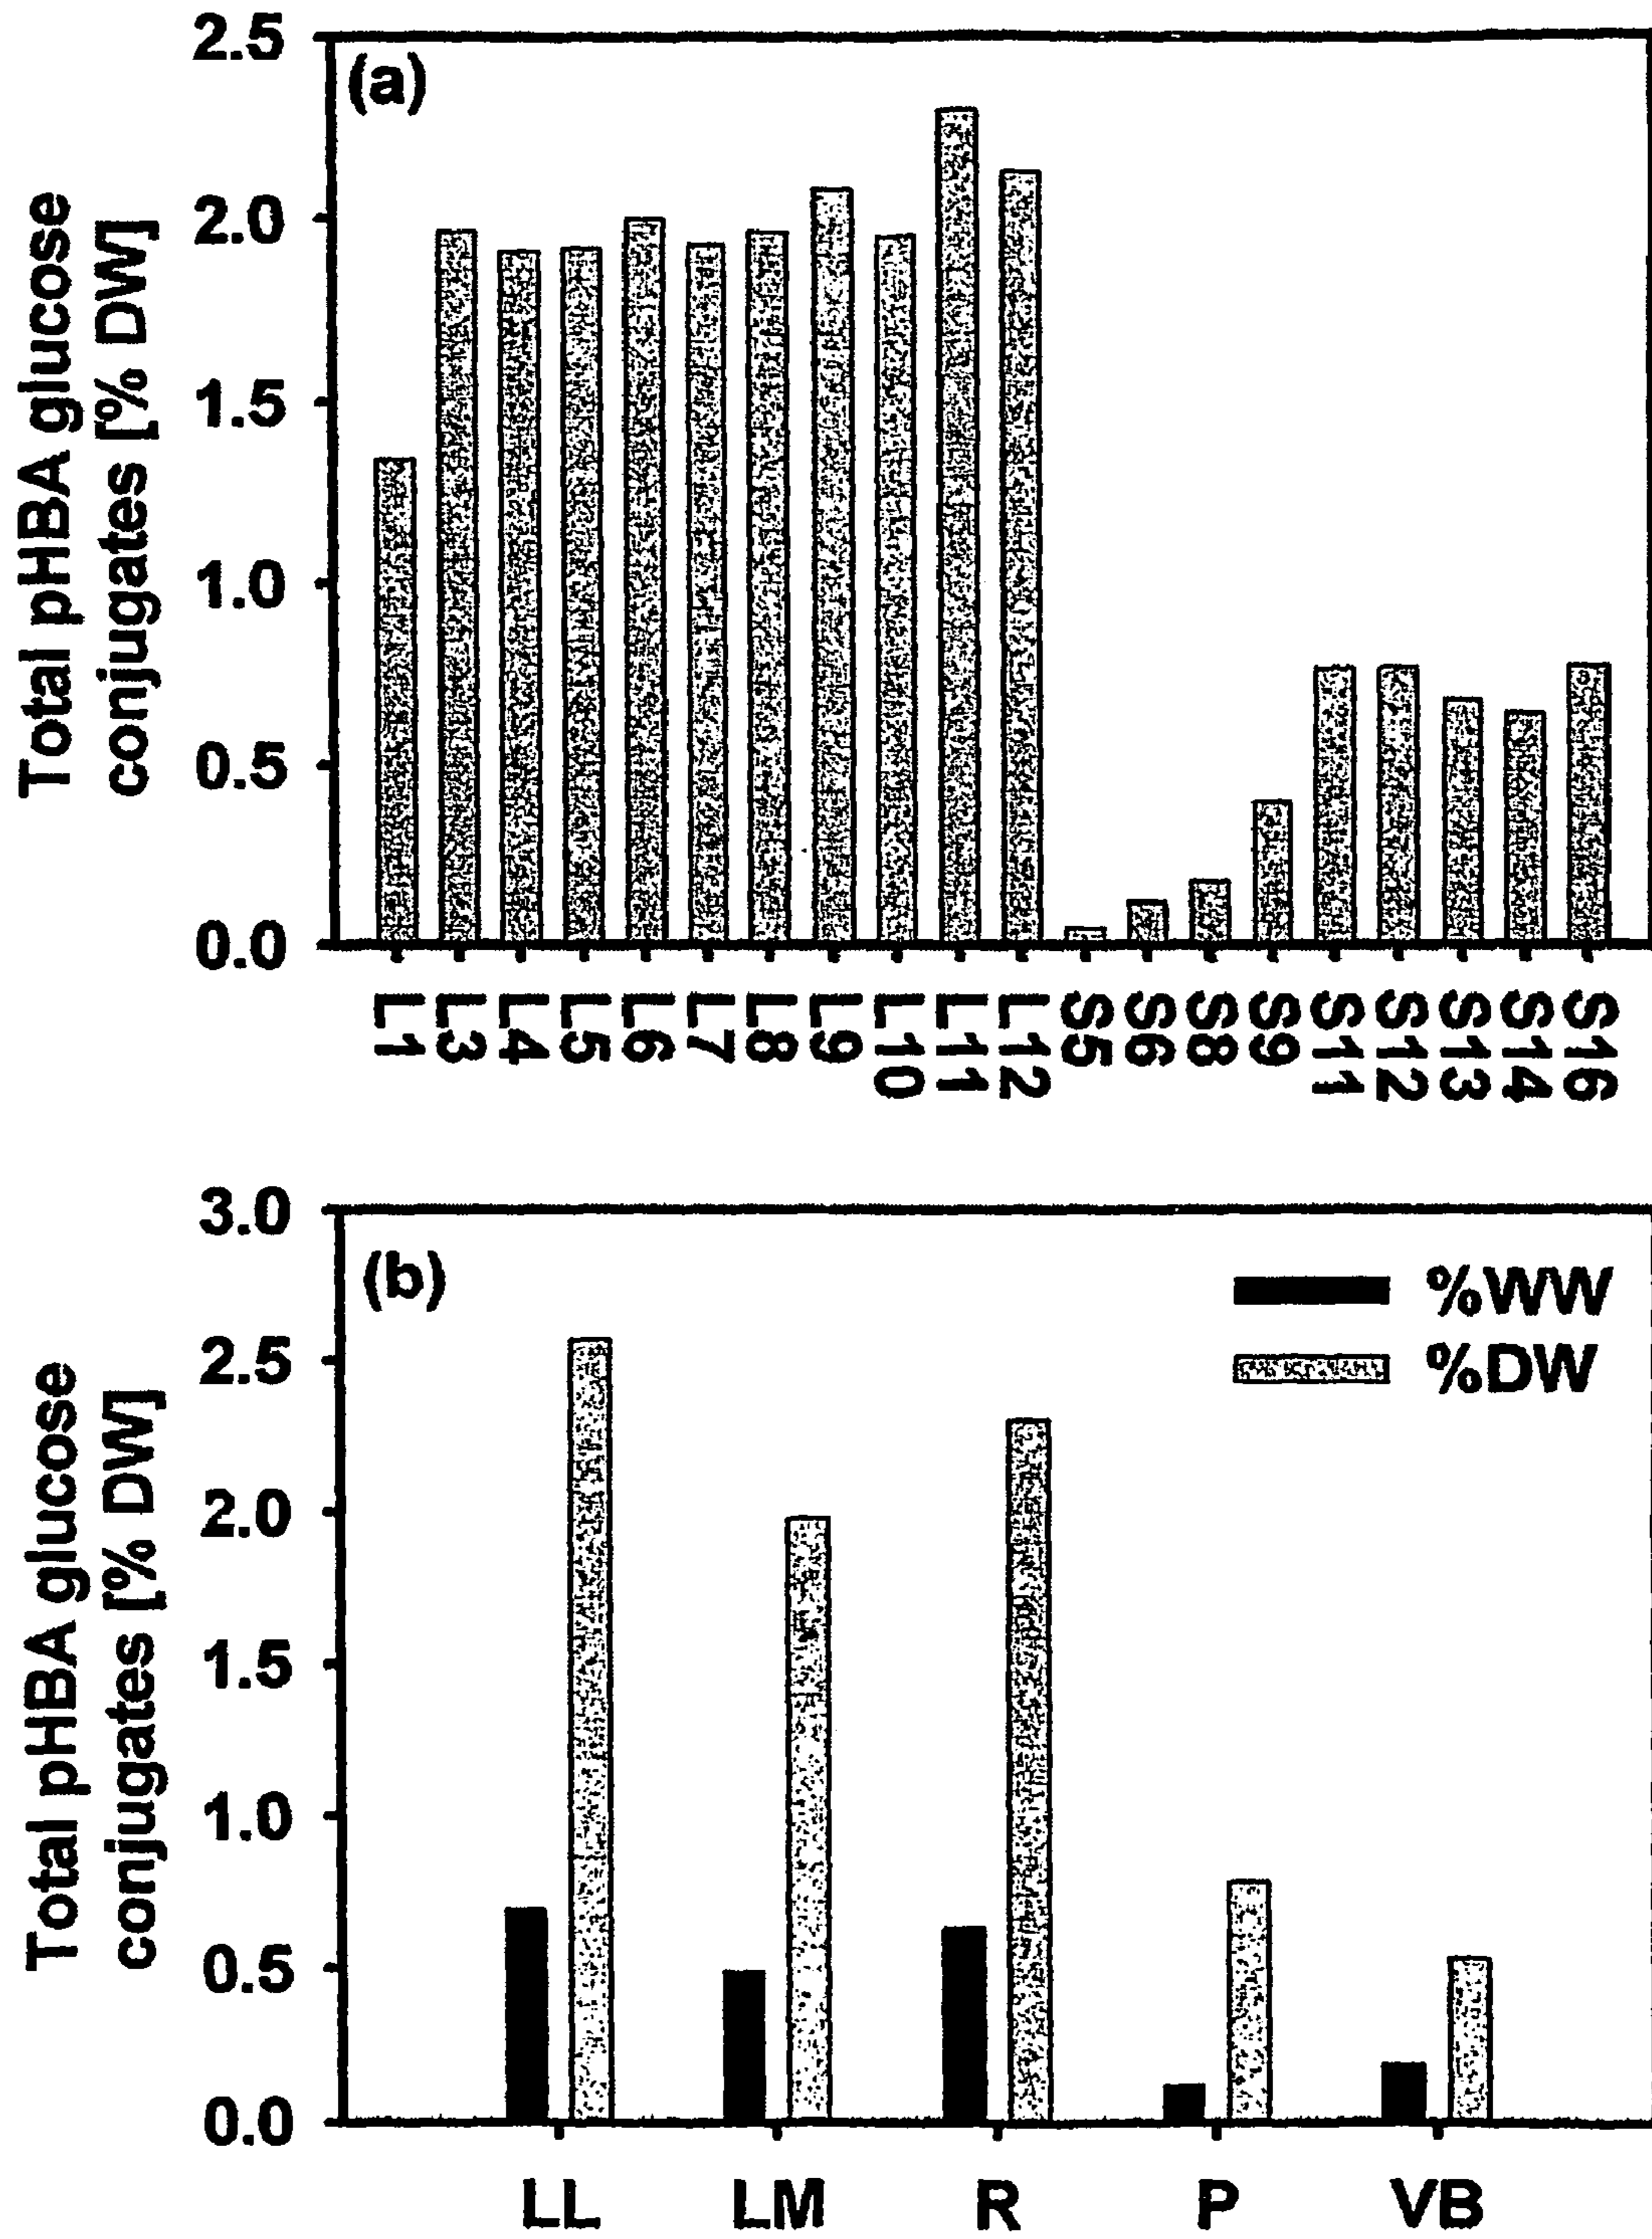 (a)
Total pHBA glucose
conjugates [% DW]
2.5
2.0
1.5
1.0
0.5
0.0
L1
L3
L4
L5
L6
L7
L8
L9
L10
L11
L12
S5
S6
S8
S9
S11
S12
S13
S14
S16
(b)
%WW
%DW
Total pHBA glucose
conjugates [% DW]
3.0
2.5
2.0
1.5
1.0
0.5
0.0
LL
LM
R
P
VB